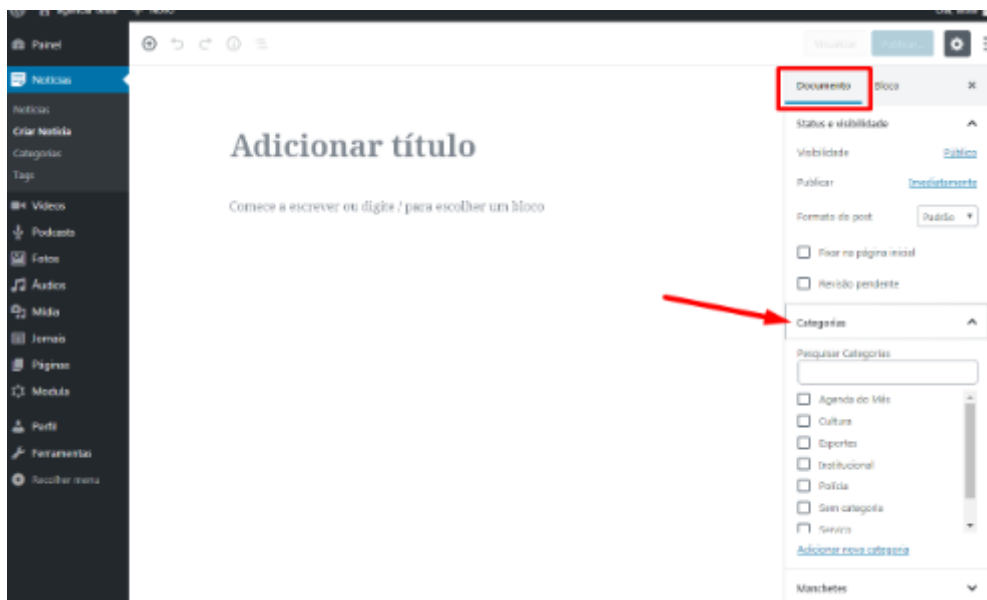 Painel
Notícias
Notícias
Criar Notícia
Categorias
Tags
Vídeos
Podcasts
Fotos
Áudios
Mídia
Jornais
Páginas
Modula
Perfil
Ferramentas
Recolher menu
Adicionar título
Comece a escrever ou digite / para escolher um bloco
Visualizar Publicar...
Documento Bloco
Status e visibilidade
Visibilidade Público
Publicar Imediatamente
Formato do post Padrão
Fixar na página inicial
Revisão pendente
Categorias
Pesquisar Categorias
Agenda do Mês
Cultura
Esportes
Institucional
Polícia
Sem categoria
Serviço
Adicionar nova categoria
Manchetes